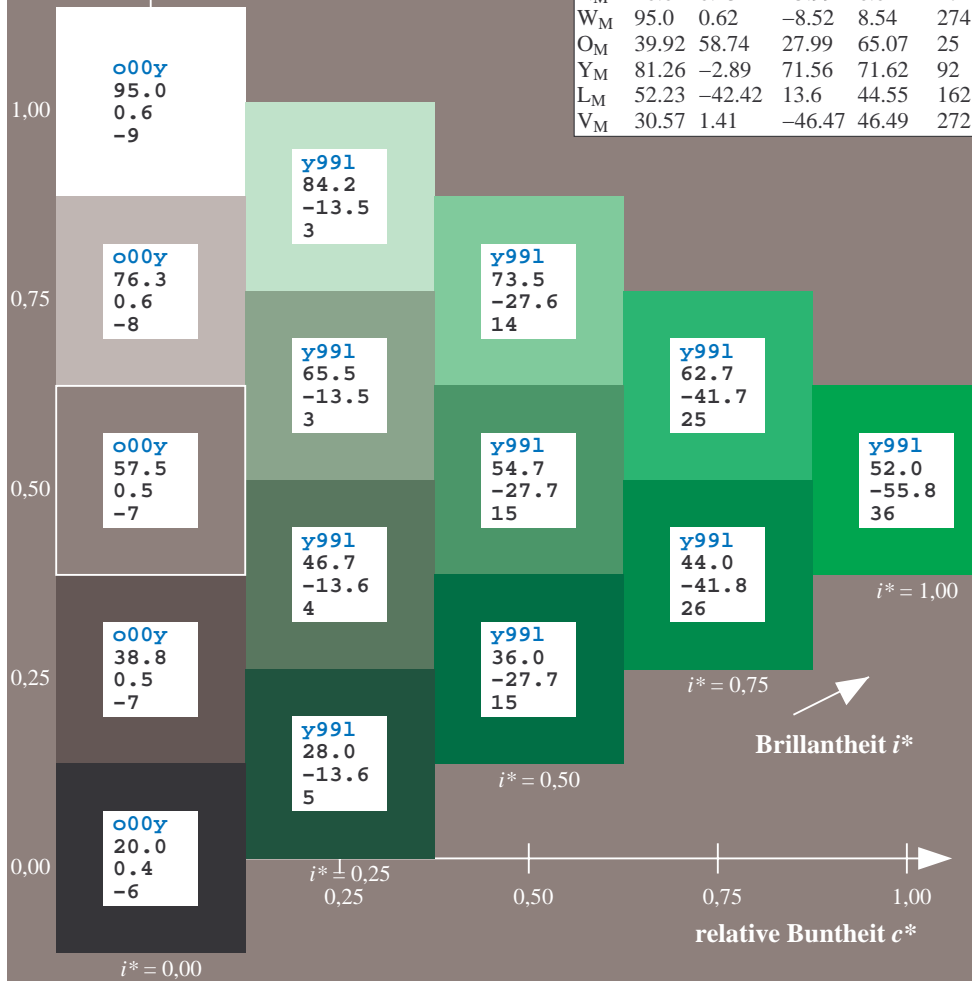 W_M 95.0 0.62 −8.52 8.54 274
O_M 39.92 58.74 27.99 65.07 25
Y_M 81.26 −2.89 71.56 71.62 92
L_M 52.23 −42.42 13.6 44.55 162
V_M 30.57 1.41 −46.47 46.49 272
o00y
95.0
0.6
-9
1,00
y99l
84.2
-13.5
3
o00y
76.3
0.6
-8
y99l
73.5
-27.6
14
0,75
y99l
65.5
-13.5
3
y99l
62.7
-41.7
25
o00y
57.5
0.5
-7
y99l
54.7
-27.7
15
y99l
52.0
-55.8
36
0,50
y99l
46.7
-13.6
4
y99l
44.0
-41.8
26
i* = 1,00
o00y
38.8
0.5
-7
y99l
36.0
-27.7
15
0,25
i* = 0,75
y99l
28.0
-13.6
5
Brillantheit i*
i* = 0,50
o00y
20.0
0.4
-6
0,00
i* = 0,25
0,25 0,50 0,75 1,00
relative Buntheit c*
i* = 0,00